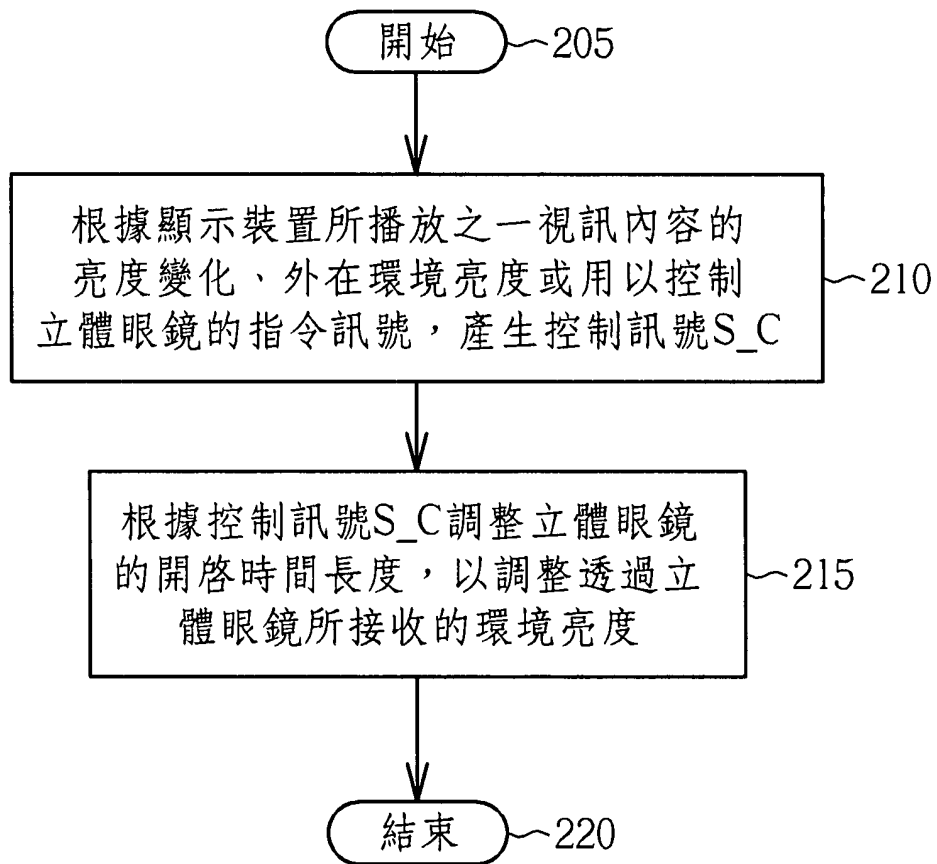 開始 205
根據顯示裝置所播放之一視訊內容的
亮度變化、外在環境亮度或用以控制 210
立體眼鏡的指令訊號，產生控制訊號S_C
根據控制訊號S_C調整立體眼鏡
的開啓時間長度，以調整透過立 215
體眼鏡所接收的環境亮度
結束 220